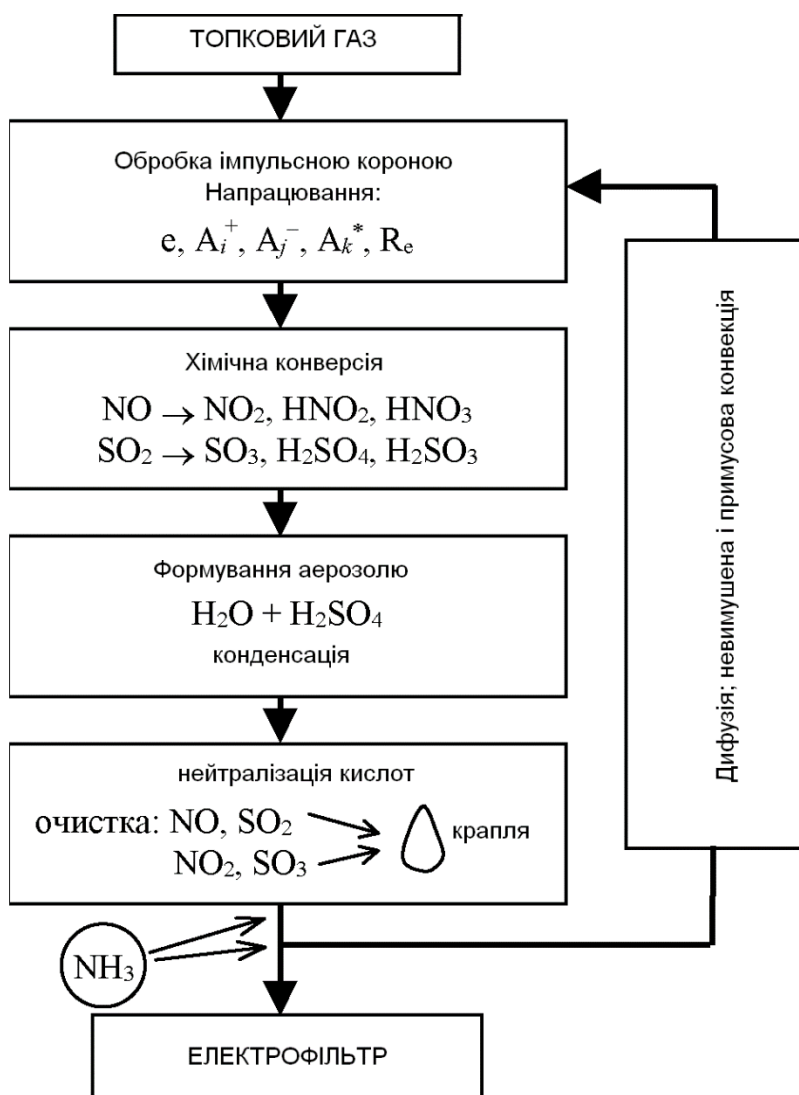 ТОПКОВИЙ ГАЗ
Обробка імпульсною короною
Напрацювання:
e, Aᵢ⁺, Aⱼ⁻, Aₖ*, Rₑ
Хімічна конверсія
NO → NO₂, HNO₂, HNO₃
SO₂ → SO₃, H₂SO₄, H₂SO₃
Формування аерозолю
H₂O + H₂SO₄
конденсація
нейтралізація кислот
очистка: NO, SO₂
NO₂, SO₃
крапля
NH₃
ЕЛЕКТРОФІЛЬТР
Дифузія; невимушена і примусова конвекція